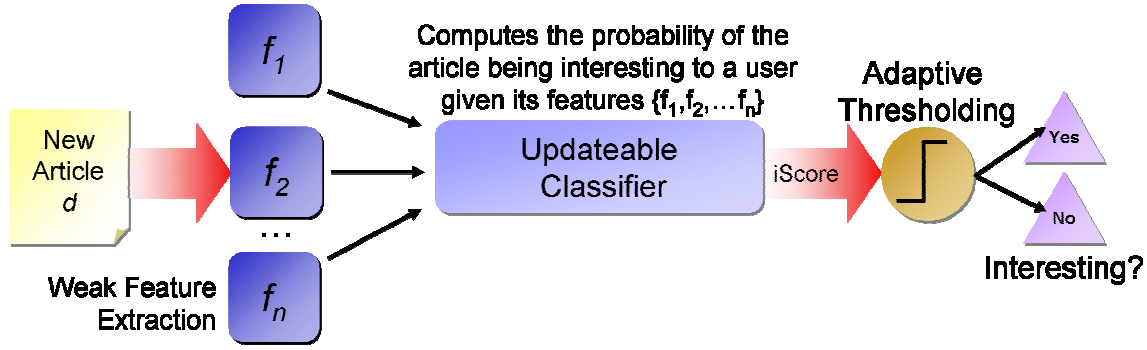 New
Article
d
f1
f2
...
fn
Weak Feature
Extraction
Computes the probability of the
article being interesting to a user
given its features {f1,f2,...fn}
Updateable
Classifier
iScore
Adaptive
Thresholding
Yes
No
Interesting?